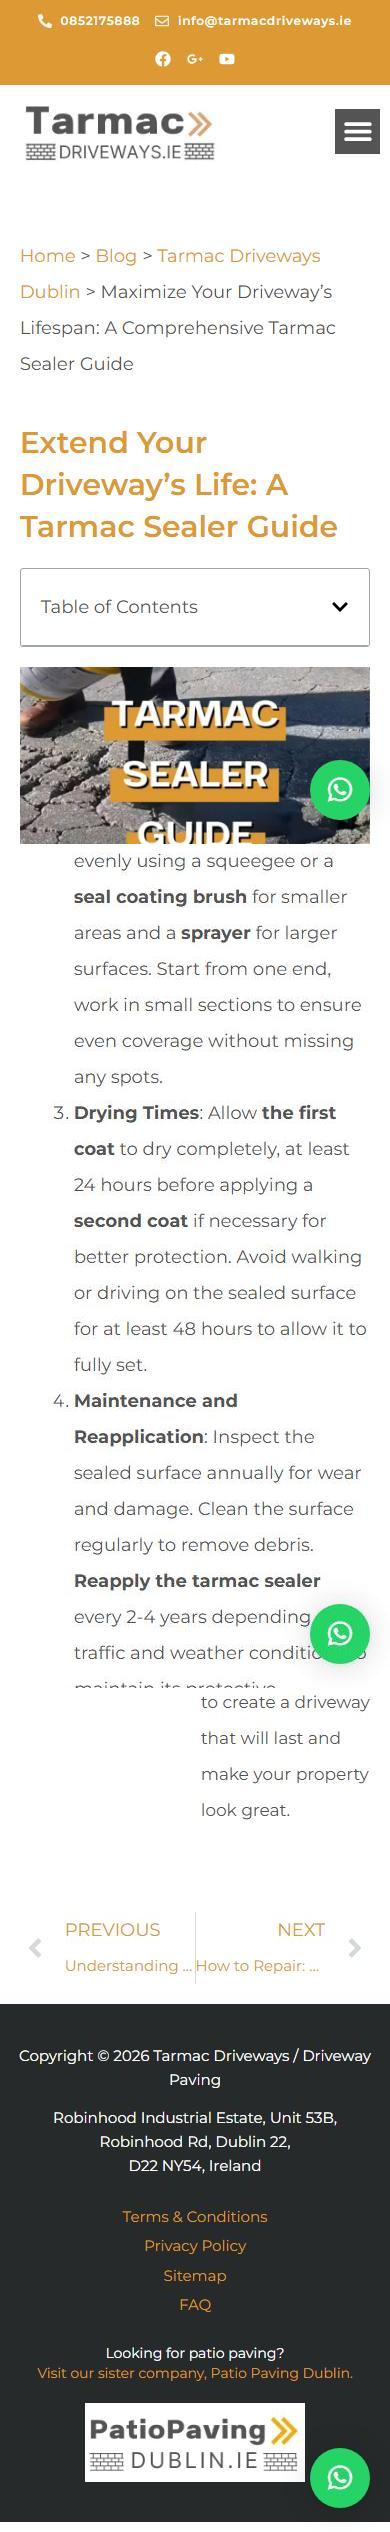 0852175888 info@tarmacdriveways.ie
Tarmac
DRIVEWAYS.IE
Home > Blog > Tarmac Driveways
Dublin > Maximize Your Driveway’s
Lifespan: A Comprehensive Tarmac
Sealer Guide
Extend Your
Driveway’s Life: A
Tarmac Sealer Guide
Table of Contents
TARMAC
SEALER
GUIDE
evenly using a squeegee or a
seal coating brush for smaller
areas and a sprayer for larger
surfaces. Start from one end,
work in small sections to ensure
even coverage without missing
any spots.
3. Drying Times: Allow the first
coat to dry completely, at least
24 hours before applying a
second coat if necessary for
better protection. Avoid walking
or driving on the sealed surface
for at least 48 hours to allow it to
fully set.
4. Maintenance and
Reapplication: Inspect the
sealed surface annually for wear
and damage. Clean the surface
regularly to remove debris.
Reapply the tarmac sealer
every 2-4 years depending
traffic and weather
maintain its protective
to create a driveway
that will last and
make your property
look great.
PREVIOUS
Understanding ...
NEXT
How to Repair: ...
Copyright © 2026 Tarmac Driveways / Driveway
Paving
Robinhood Industrial Estate, Unit 53B,
Robinhood Rd, Dublin 22,
D22 NY54, Ireland
Terms & Conditions
Privacy Policy
Sitemap
FAQ
Looking for patio paving?
Visit our sister company, Patio Paving Dublin.
PatioPaving
DUBLIN.IE